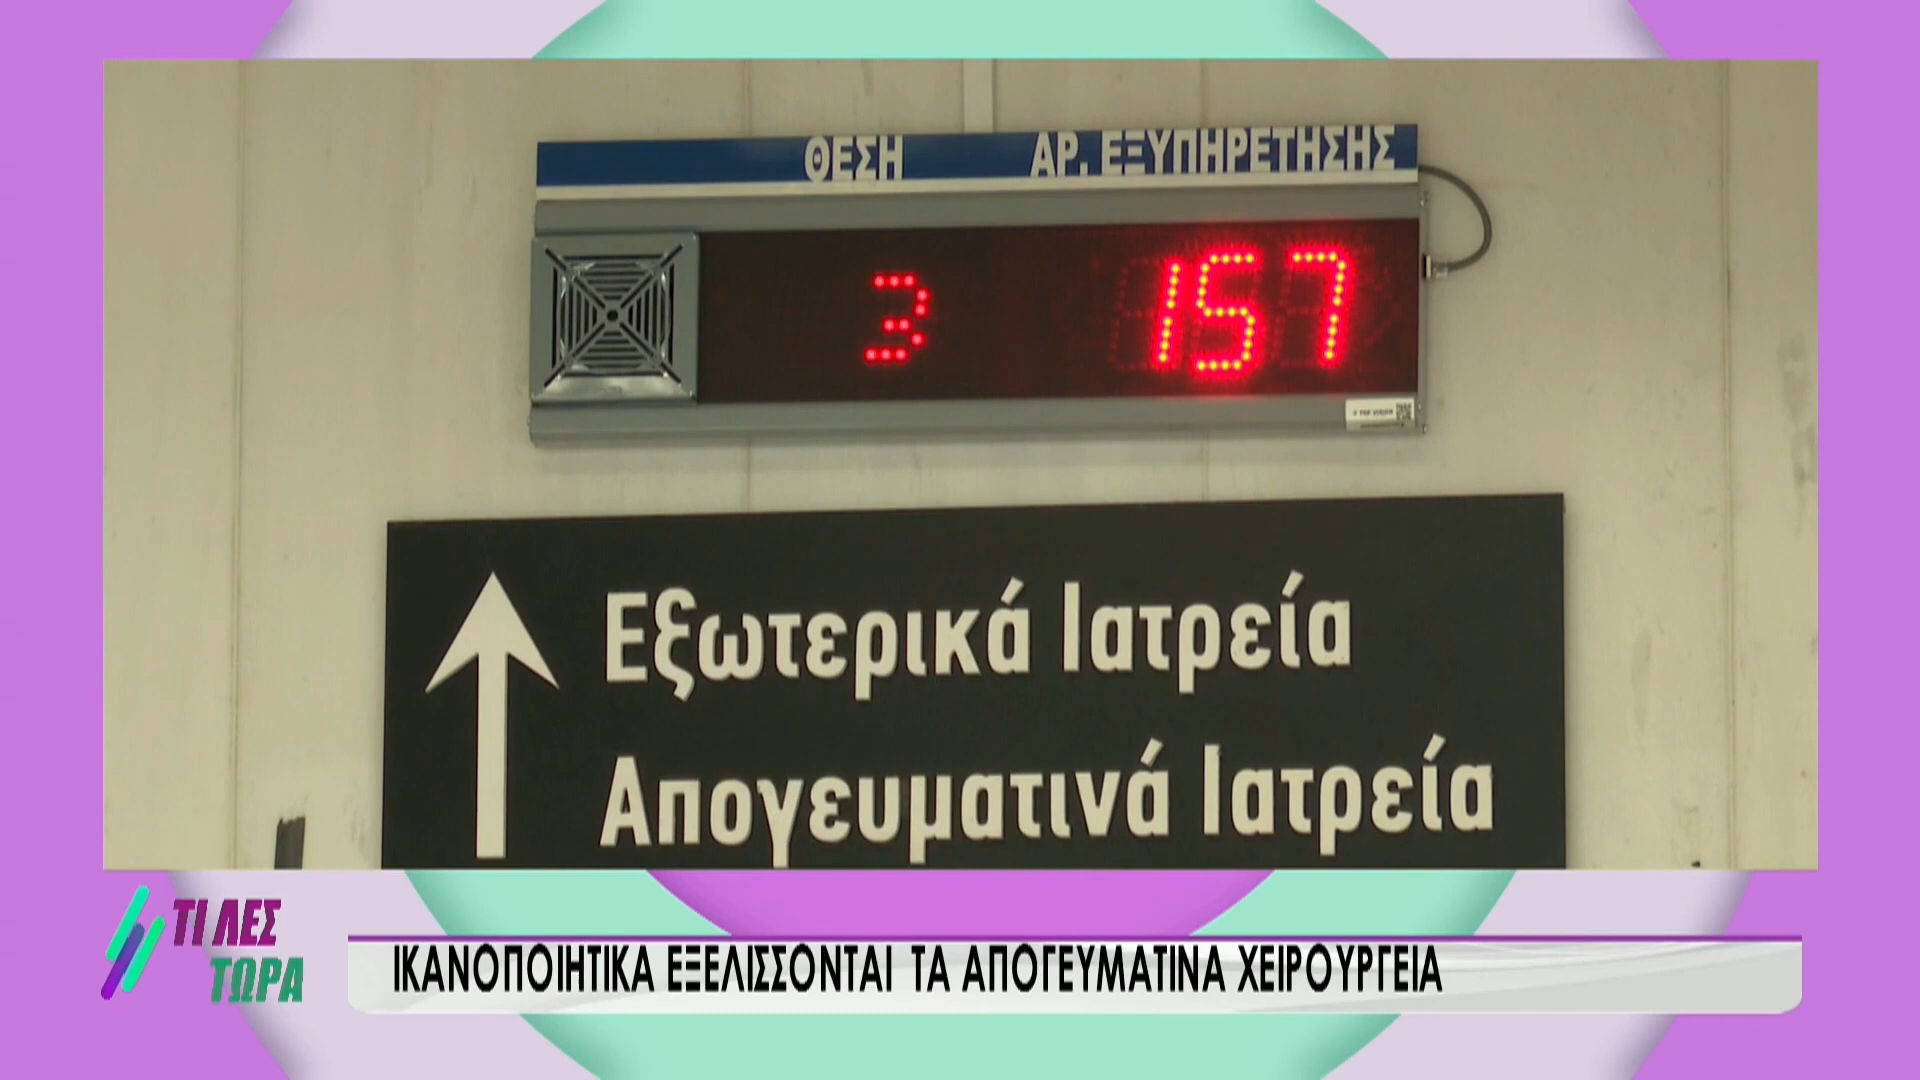 ΘΕΣΗ ΑΡ. ΕΞΥΠΗΡΕΤΗΣΗΣ
3 157
Εξωτερικά Ιατρεία
Απογευματινά Ιατρεία
ΤΙ ΛΕΣ
ΤΩΡΑ
ΙΚΑΝΟΠΟΙΗΤΙΚΑ ΕΞΕΛΙΣΣΟΝΤΑΙ ΤΑ ΑΠΟΓΕΥΜΑΤΙΝΑ ΧΕΙΡΟΥΡΓΕΙΑ